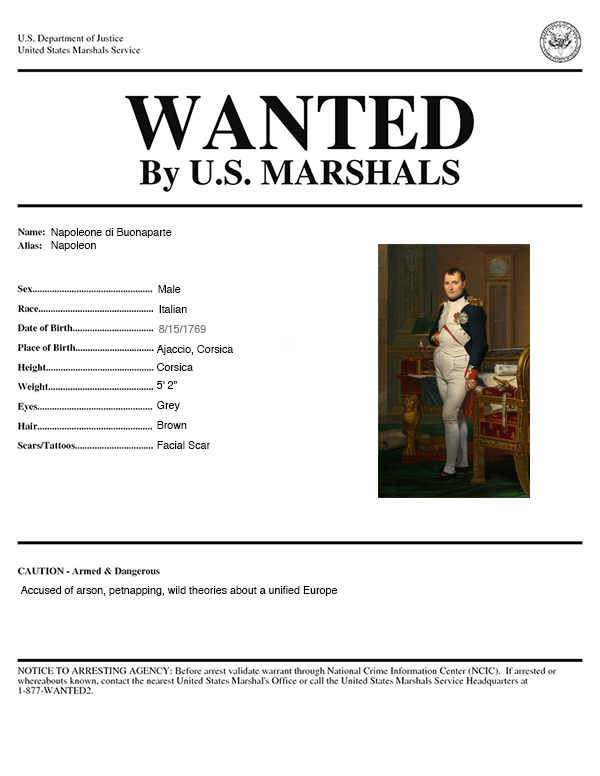 U.S. Department of Justice
United States Marshals Service
WANTED
By U.S. MARSHALS
Name: Napoleone di Buonaparte
Alias: Napoleon
Sex.................................................. Male
Race................................................ Italian
Date of Birth................................. 8/15/1769
Place of Birth................................ Ajaccio, Corsica
Height............................................. Corsica
Weight............................................ 5' 2”
Eyes................................................ Grey
Hair................................................ Brown
Scars/Tattoos................................ Facial Scar
CAUTION - Armed & Dangerous
Accused of arson, petnapping, wild theories about a unified Europe
NOTICE TO ARRESTING AGENCY: Before arrest validate warrant through National Crime Information Center (NCIC). If arrested or
whereabouts known, contact the nearest United States Marshal's Office or call the United States Marshals Service Headquarters at
1-877-WANTED2.